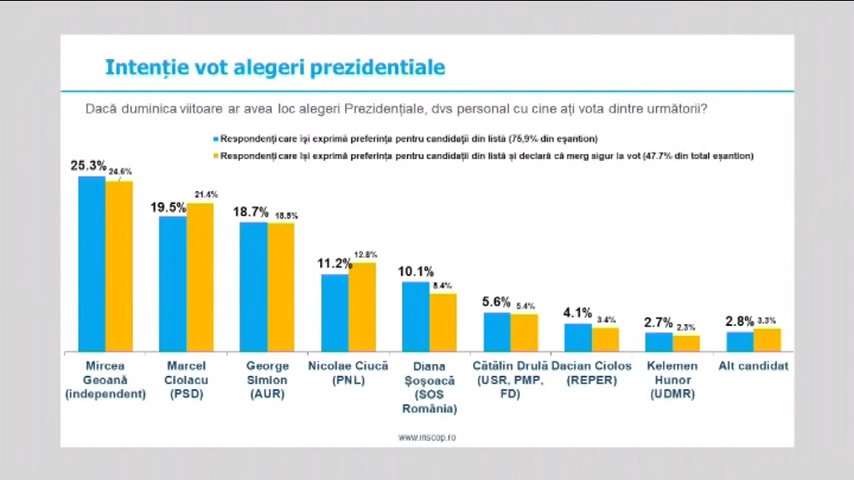 Intenție vot alegeri prezidentiale
Dacă duminica viitoare ar avea loc alegeri Prezidențiale, dvs personal cu cine ați vota dintre următorii?
Respondenți care își exprimă preferința pentru candidații din listă (75,9% din eșantion)
Respondenți care își exprimă preferința pentru candidații din listă și declară că merg sigur la vot (47.7% din total eșantion)
25.3% 24.6%
19.5% 21.4%
18.7% 18.5%
11.2% 12.8%
10.1% 8.4%
5.6% 5.4%
4.1% 3.4%
2.7% 2.3%
2.8% 3.3%
Mircea
Geoană
(independent)
Marcel
Ciolacu
(PSD)
George
Simion
(AUR)
Nicolae Ciucă
(PNL)
Diana
Șoșoacă
(SOS
România)
Cătălin Drulă
(USR, PMP,
FD)
Dacian Ciolos
(REPER)
Kelemen
Hunor
(UDMR)
Alt candidat
www.inscop.ro